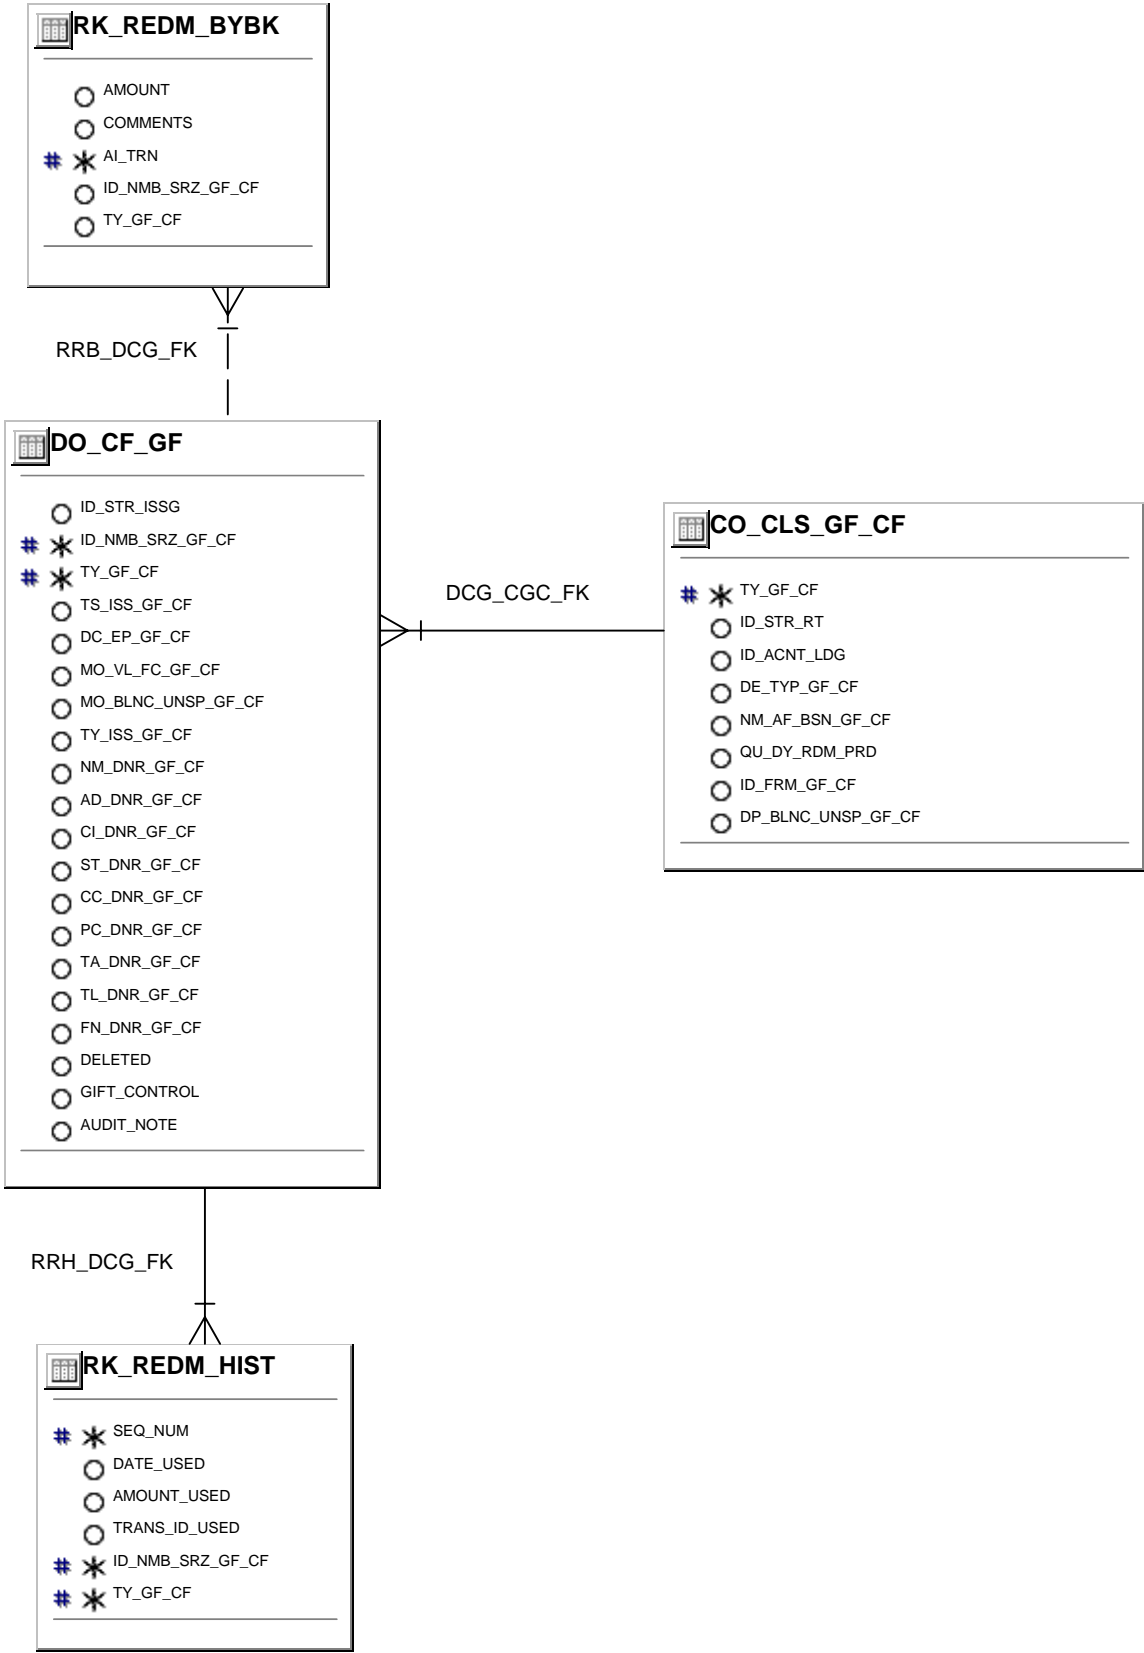 RK_REDM_BYBK
AMOUNT
COMMENTS
# * AI_TRN
ID_NMB_SRZ_GF_CF
TY_GF_CF
RRB_DCG_FK
DO_CF_GF
ID_STR_ISSG
# * ID_NMB_SRZ_GF_CF
# * TY_GF_CF
TS_ISS_GF_CF
DC_EP_GF_CF
MO_VL_FC_GF_CF
MO_BLNC_UNSP_GF_CF
TY_ISS_GF_CF
NM_DNR_GF_CF
AD_DNR_GF_CF
CI_DNR_GF_CF
ST_DNR_GF_CF
CC_DNR_GF_CF
PC_DNR_GF_CF
TA_DNR_GF_CF
TL_DNR_GF_CF
FN_DNR_GF_CF
DELETED
GIFT_CONTROL
AUDIT_NOTE
DCG_CGC_FK
CO_CLS_GF_CF
# * TY_GF_CF
ID_STR_RT
ID_ACNT_LDG
DE_TYP_GF_CF
NM_AF_BSN_GF_CF
QU_DY_RDM_PRD
ID_FRM_GF_CF
DP_BLNC_UNSP_GF_CF
RRH_DCG_FK
RK_REDM_HIST
# * SEQ_NUM
DATE_USED
AMOUNT_USED
TRANS_ID_USED
# * ID_NMB_SRZ_GF_CF
# * TY_GF_CF